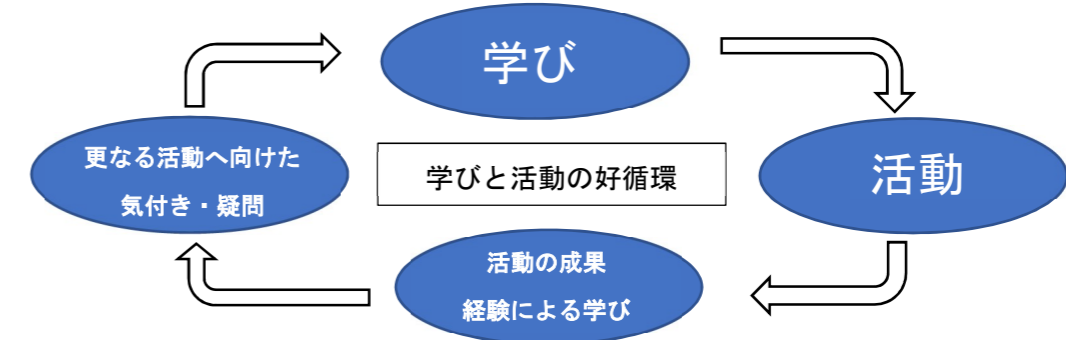 学び
更なる活動へ向けた
気付き・疑問
学びと活動の好循環
活動
活動の成果
経験による学び